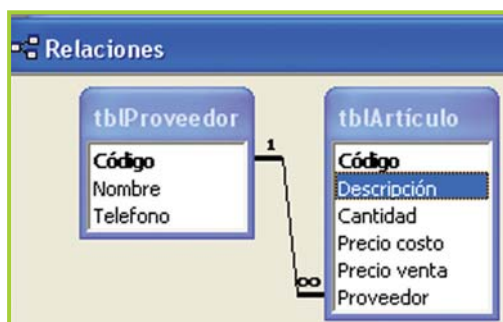 Relaciones
tblProveedor
Código
Nombre
Telefono
1
∞
tblArtículo
Código
Descripción
Cantidad
Precio costo
Precio venta
Proveedor